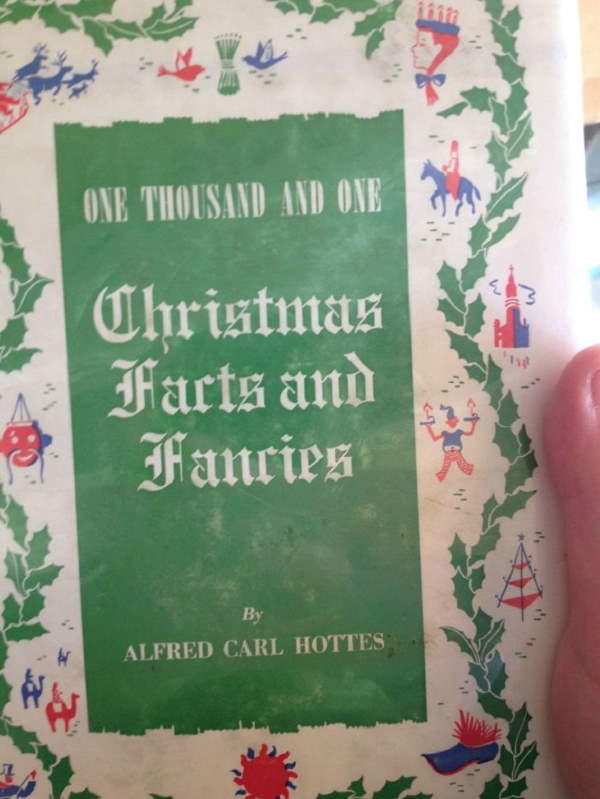 ONE THOUSAND AND ONE
Christmas
Facts and
Fancies
By
ALFRED CARL HOTTES